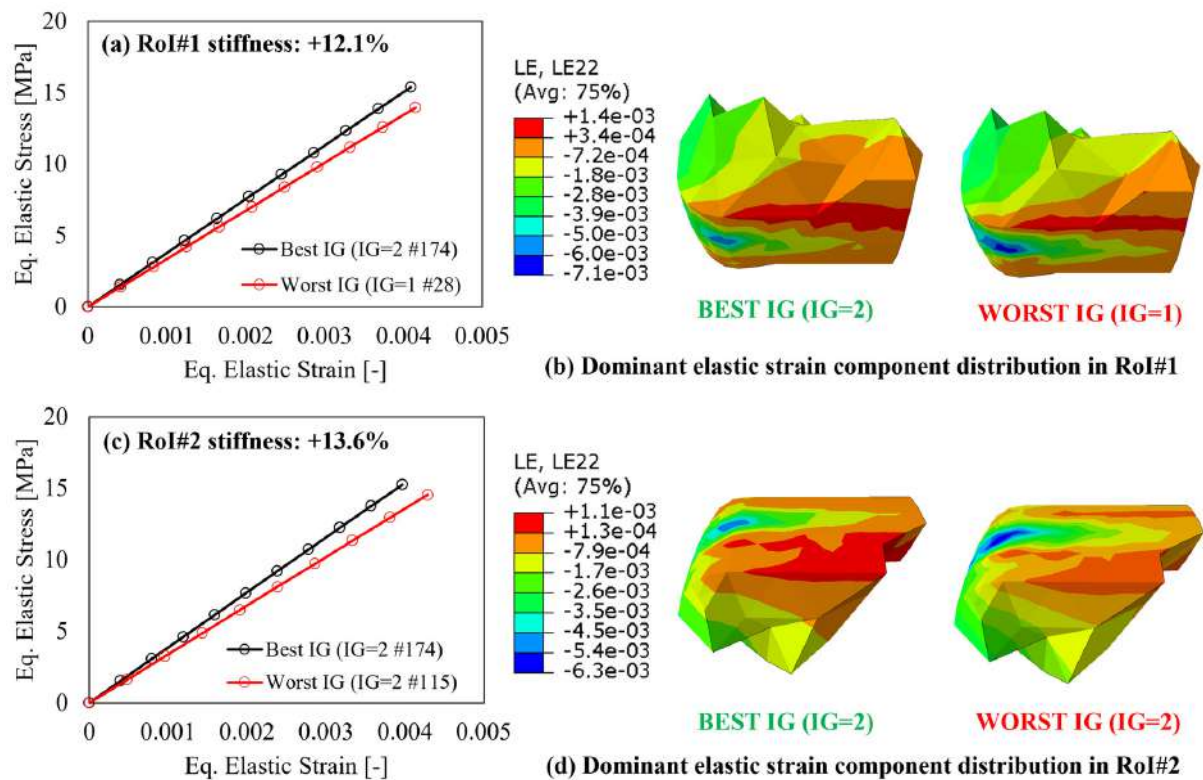 (a) RoI#1 stiffness: +12.1%
Eq. Elastic Stress [MPa]
20
15
10
5
0
Best IG (IG=2 #174)
Worst IG (IG=1 #28)
0 0.001 0.002 0.003 0.004 0.005
Eq. Elastic Strain [-]
LE, LE22
(Avg: 75%)
+1.4e-03
+3.4e-04
-7.2e-04
-1.8e-03
-2.8e-03
-3.9e-03
-5.0e-03
-6.0e-03
-7.1e-03
BEST IG (IG=2)
WORST IG (IG=1)
(b) Dominant elastic strain component distribution in RoI#1
(c) RoI#2 stiffness: +13.6%
Eq. Elastic Stress [MPa]
20
15
10
5
0
Best IG (IG=2 #174)
Worst IG (IG=2 #115)
0 0.001 0.002 0.003 0.004 0.005
Eq. Elastic Strain [-]
LE, LE22
(Avg: 75%)
+1.1e-03
+1.3e-04
-7.9e-04
-1.7e-03
-2.6e-03
-3.5e-03
-4.5e-03
-5.4e-03
-6.3e-03
BEST IG (IG=2)
WORST IG (IG=2)
(d) Dominant elastic strain component distribution in RoI#2